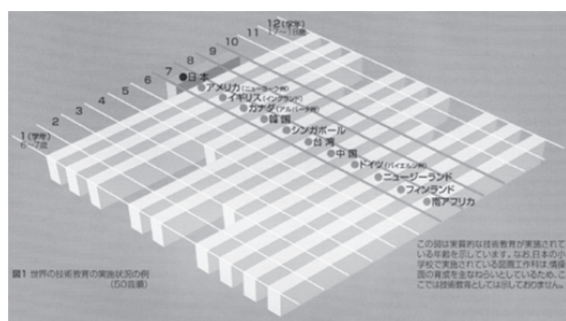 12(学年)
17〜18歳
11
10
9
8
7
6
5
4
3
2
1(学年)
6〜7歳
●日本
●アメリカ(ニューヨーク州)
●イギリス(イングランド)
●カナダ(アルバータ州)
●韓国
●シンガポール
●台湾
●中国
●ドイツ(バイエルン州)
●ニュージーランド
●フィンランド
●南アフリカ
図1 世界の技術教育の実施状況の例
(50音順)
この図は実質的な技術教育が実施されて
いる年齢を示しています。なお、日本の小
学校で実施されている図画工作科は、情操
面の育成を主なねらいとしているため、こ
こでは技術教育としては示しておりません。